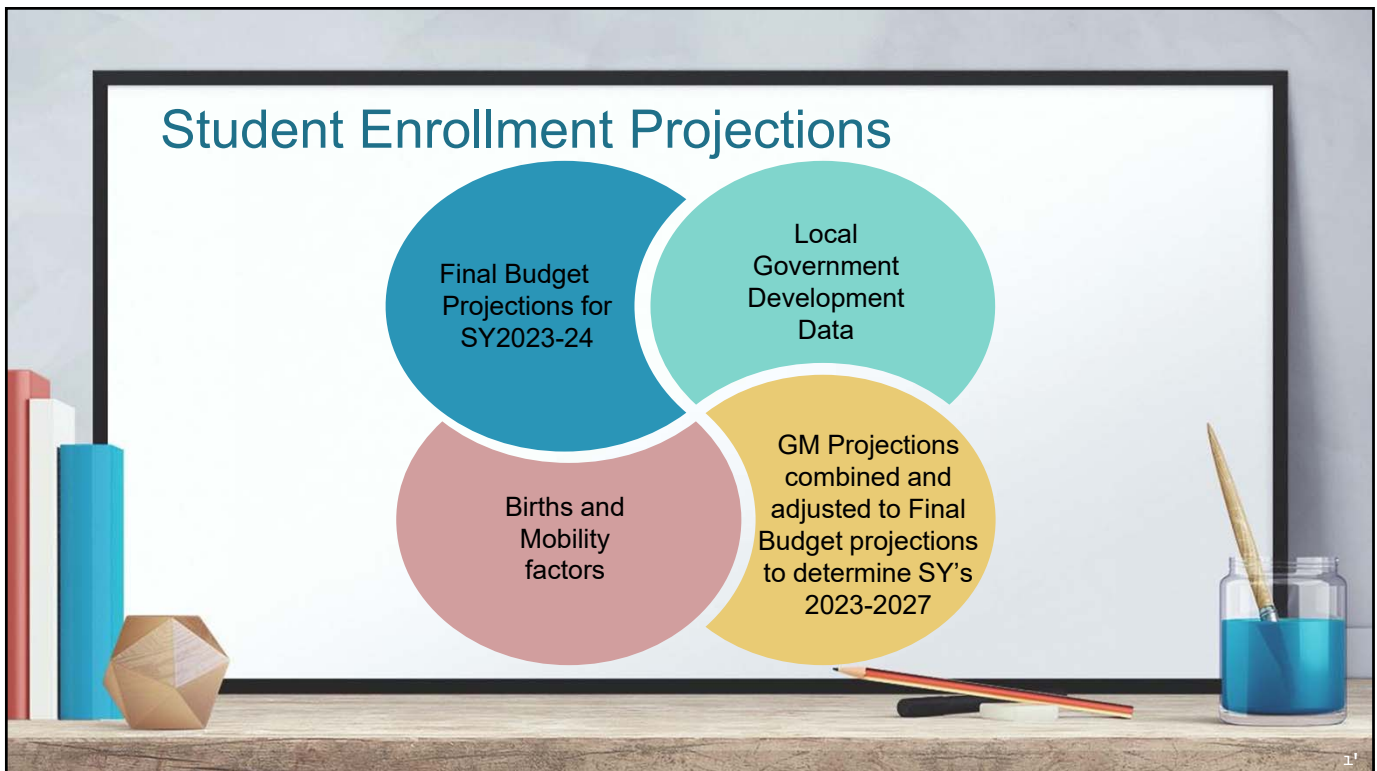 Student Enrollment Projections
Final Budget
Projections for
SY2023-24
Local
Government
Development
Data
Births and
Mobility
factors
GM Projections
combined and
adjusted to Final
Budget projections
to determine SY’s
2023-2027